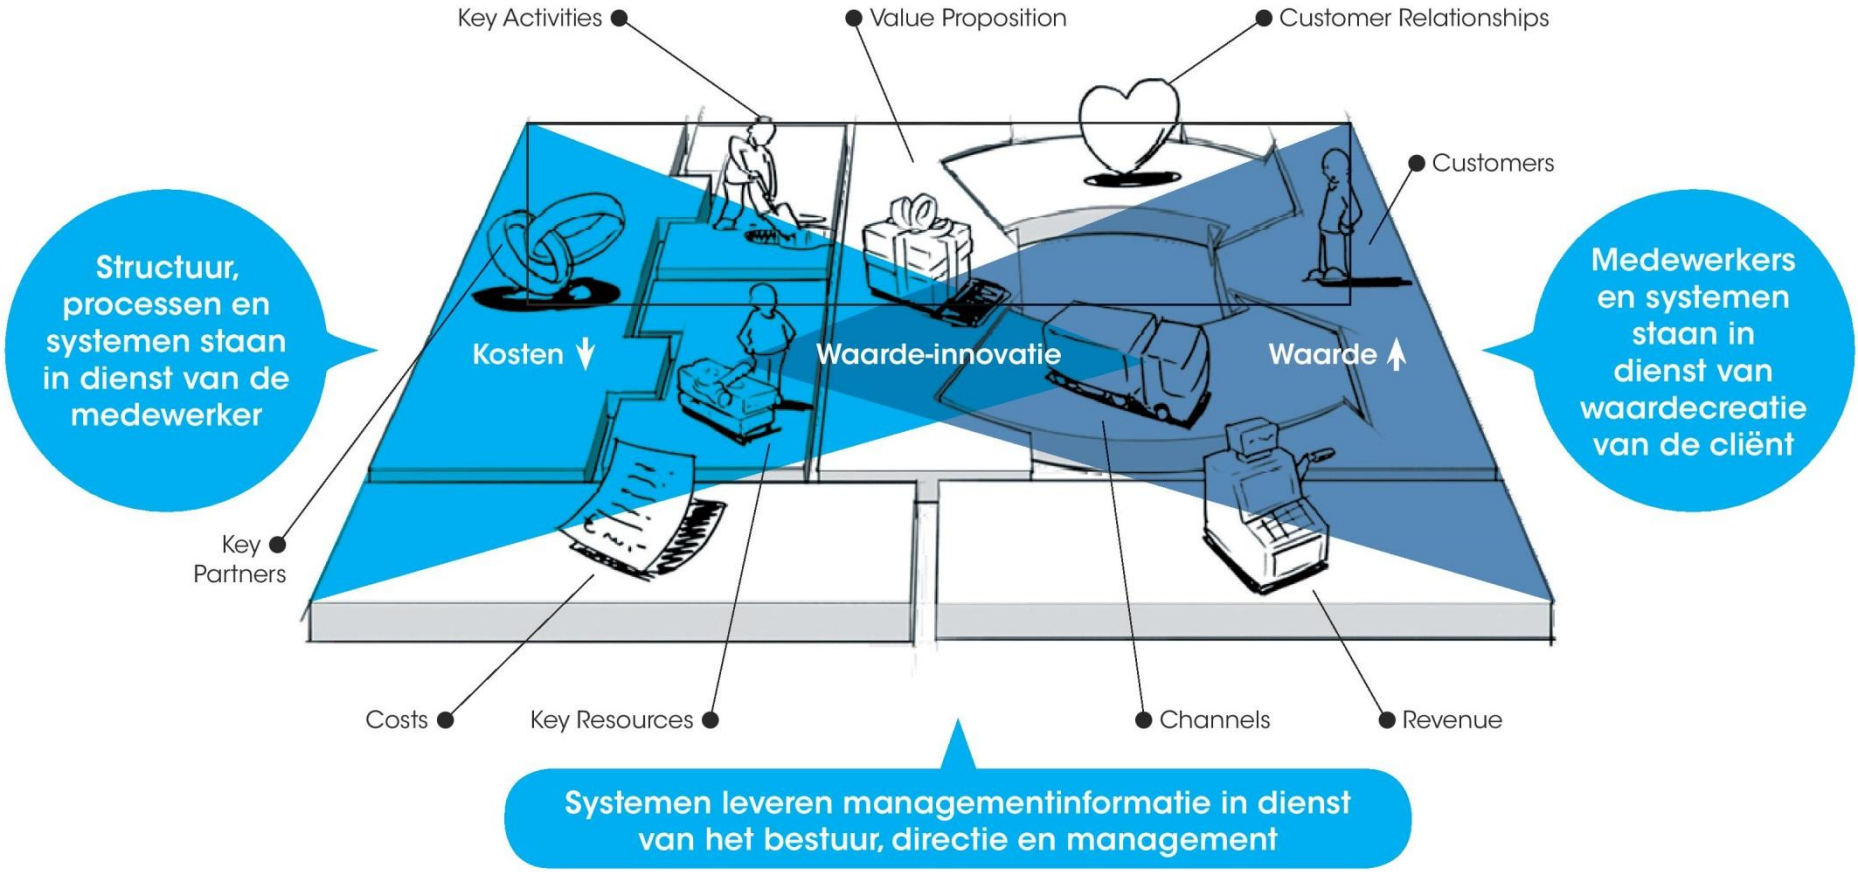 Key Activities
Value Proposition
Customer Relationships
Customers
Structuur,
processen en
systemen staan
in dienst van de
medewerker
Kosten
Waarde-innovatie
Waarde
Medewerkers
en systemen
staan in
dienst van
waardecreatie
van de cliënt
Key
Partners
Costs
Key Resources
Channels
Revenue
Systemen leveren managementinformatie in dienst
van het bestuur, directie en management